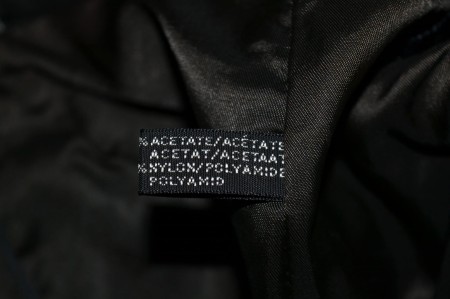 % ACETATE/ACÉTATE
ACETAT/ACETAAT
% NYLON/POLYAMIDE
POLYAMID